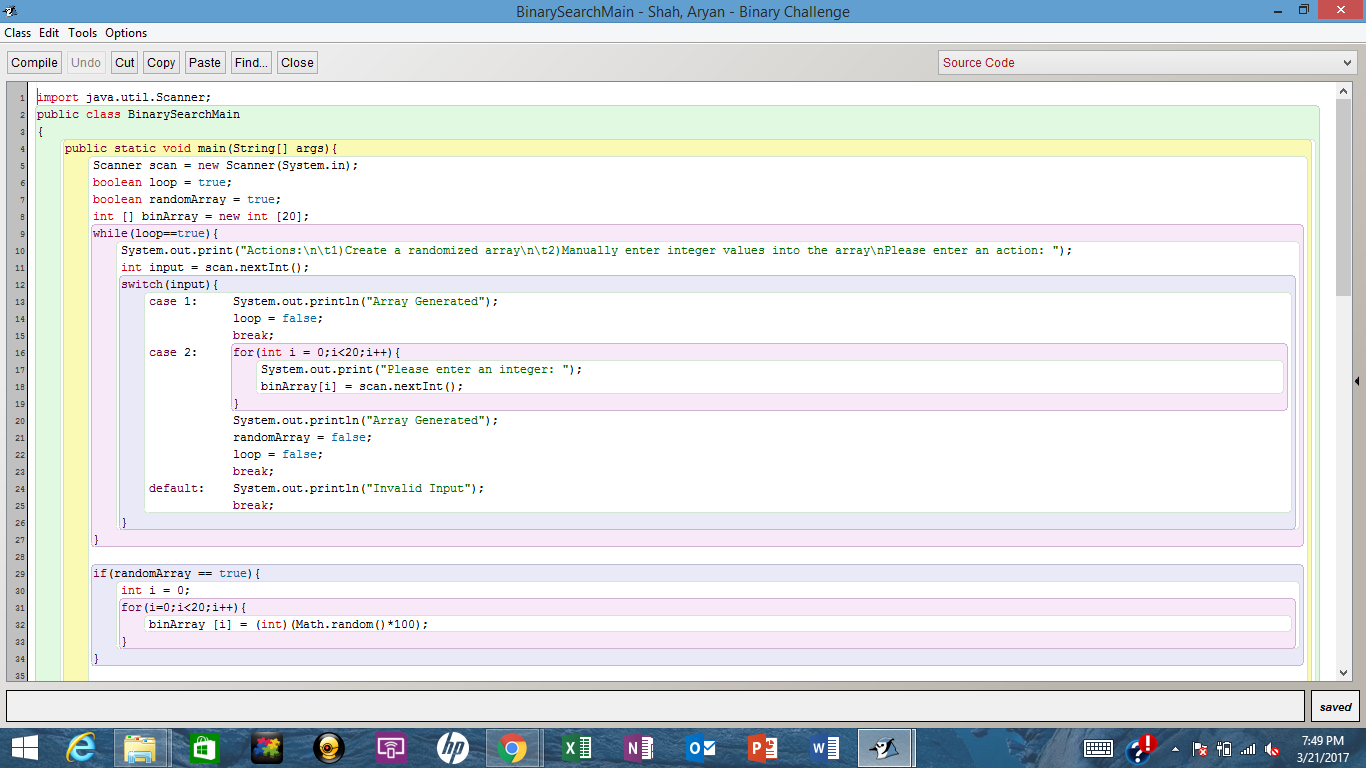 BinarySearchMain - Shah, Aryan - Binary Challenge
Class Edit Tools Options
Compile Undo Cut Copy Paste Find... Close Source Code
1 import java.util.Scanner;
2 public class BinarySearchMain
3 {
4 public static void main(String[] args){
5 Scanner scan = new Scanner(System.in);
6 boolean loop = true;
7 boolean randomArray = true;
8 int [] binArray = new int [20];
9 while(loop==true){
10 System.out.print("Actions:\n\t1)Create a randomized array\n\t2)Manually enter integer values into the array\nPlease enter an action: ");
11 int input = scan.nextInt();
12 switch(input){
13 case 1: System.out.println("Array Generated");
14 loop = false;
15 break;
16 case 2: for(int i = 0;i<20;i++){
17 System.out.print("Please enter an integer: ");
18 binArray[i] = scan.nextInt();
19 }
20 System.out.println("Array Generated");
21 randomArray = false;
22 loop = false;
23 break;
24 default: System.out.println("Invalid Input");
25 break;
26 }
27 }
28
29 if(randomArray == true){
30 int i = 0;
31 for(i=0;i<20;i++){
32 binArray [i] = (int)(Math.random()*100);
33 }
34 }
35
saved
7:49 PM
3/21/2017